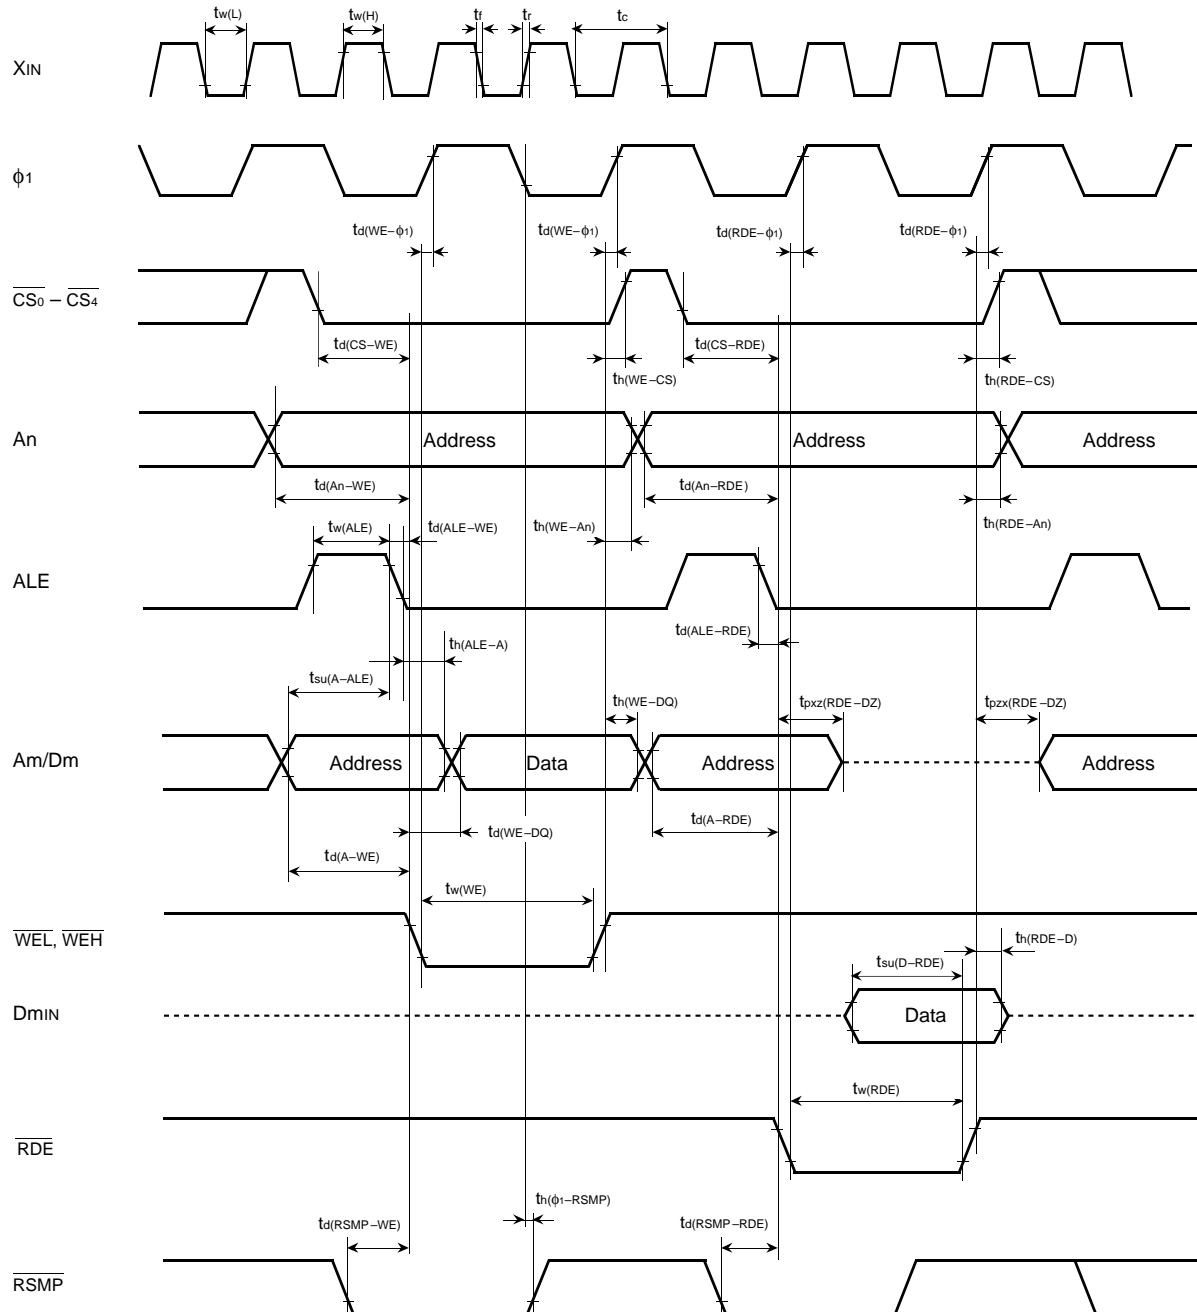 tw(L) tw(H) tf tr tc
XIN
ϕ1
td(WE–ϕ1) td(WE–ϕ1) td(RDE–ϕ1) td(RDE–ϕ1)
CS0 – CS4
td(CS–WE) td(CS–RDE)
th(WE–CS) th(RDE–CS)
An Address Address Address
td(An–WE) td(An–RDE)
tw(ALE) td(ALE–WE) th(WE–An) th(RDE–An)
ALE
td(ALE–RDE)
th(ALE–A)
tsu(A–ALE) th(WE–DQ) tpxz(RDE–DZ) tpzx(RDE–DZ)
Am/Dm Address Data Address Address
td(WE–DQ) td(A–RDE)
td(A–WE)
tw(WE)
WEL, WEH
th(RDE–D)
tsu(D–RDE)
DmIN Data
tw(RDE)
RDE
th(ϕ1–RSMP)
td(RSMP–WE) td(RSMP–RDE)
RSMP